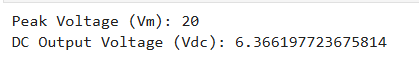 Peak Voltage (Vm): 20
DC Output Voltage (Vdc): 6.366197723675814